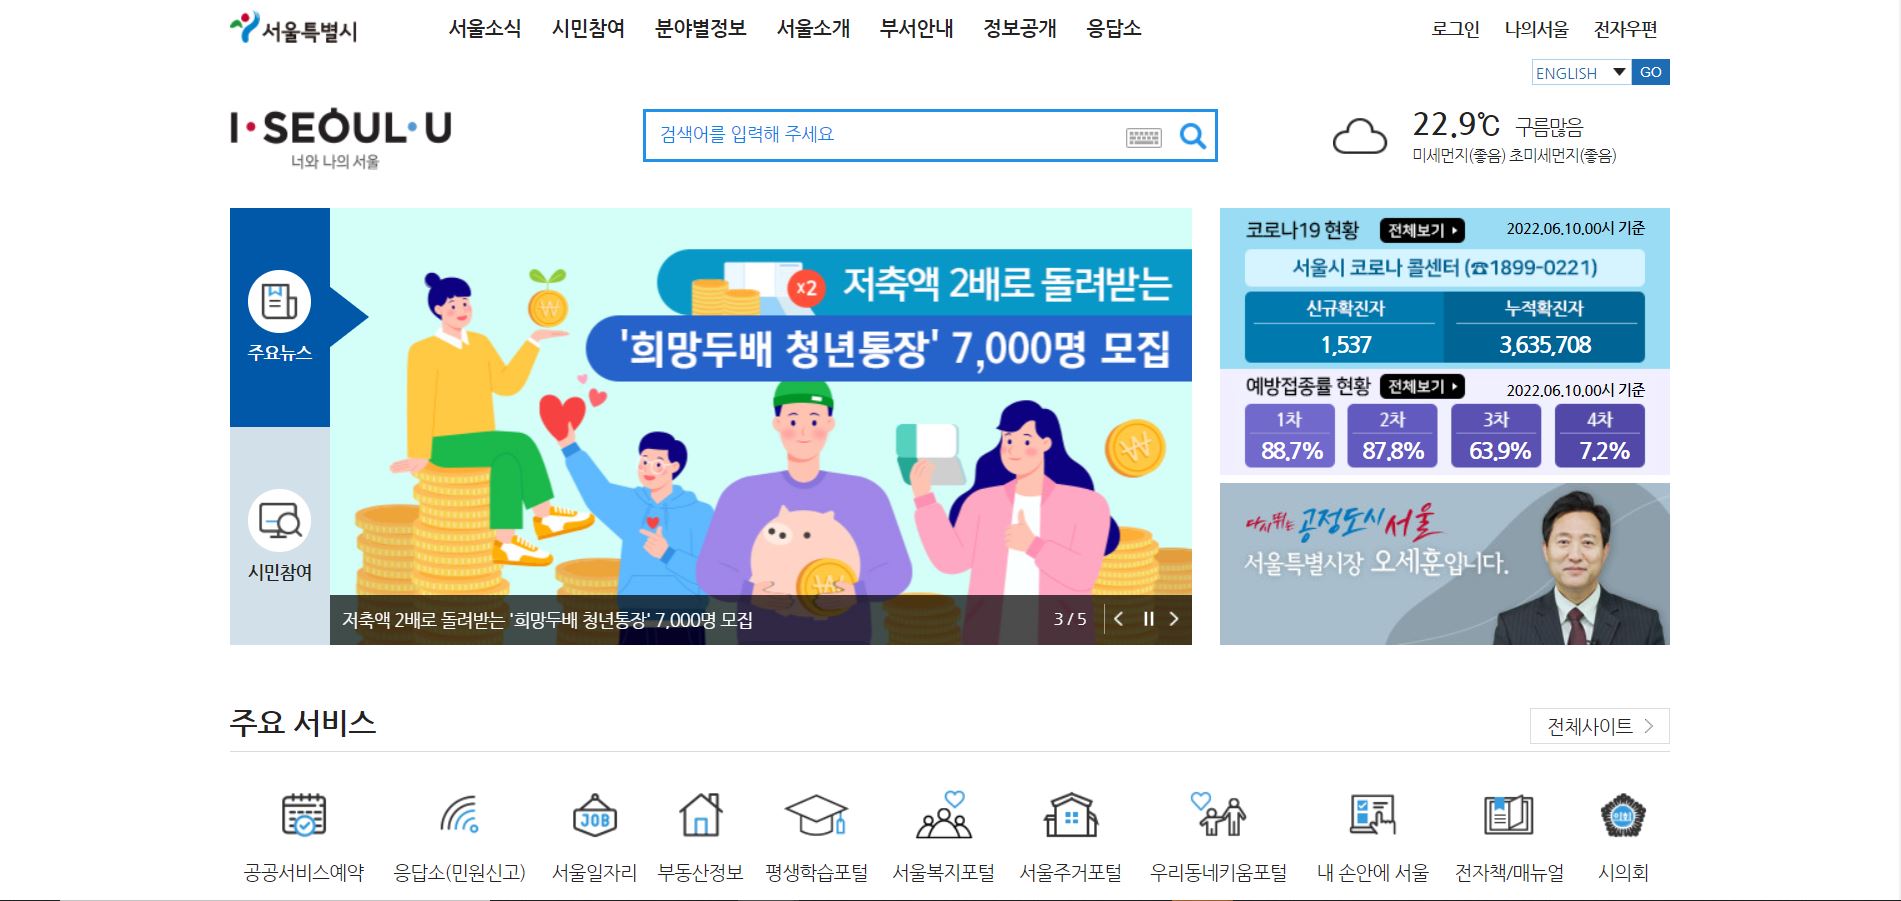 서울특별시
서울소식 시민참여 분야별정보 서울소개 부서안내 정보공개 응답소
로그인 나의서울 전자우편
ENGLISH GO
I·SEOUL·U
너와 나의 서울
검색어를 입력해 주세요
22.9℃ 구름많음
미세먼지(좋음) 초미세먼지(좋음)
주요뉴스
시민참여
x2
저축액 2배로 돌려받는
'희망두배 청년통장' 7,000명 모집
저축액 2배로 돌려받는 '희망두배 청년통장' 7,000명 모집
3 / 5
코로나19 현황 전체보기 2022.06.10.00시 기준
서울시 코로나 콜센터 (☎1899-0221)
신규확진자 누적확진자
1,537 3,635,708
예방접종률 현황 전체보기 2022.06.10.00시 기준
1차 2차 3차 4차
88.7% 87.8% 63.9% 7.2%
다시뛰는 공정도시 서울
서울특별시장 오세훈입니다.
주요 서비스
전체사이트
JOB
의회
공공서비스예약 응답소(민원신고) 서울일자리 부동산정보 평생학습포털 서울복지포털 서울주거포털 우리동네키움포털 내 손안에 서울 전자책/매뉴얼 시의회